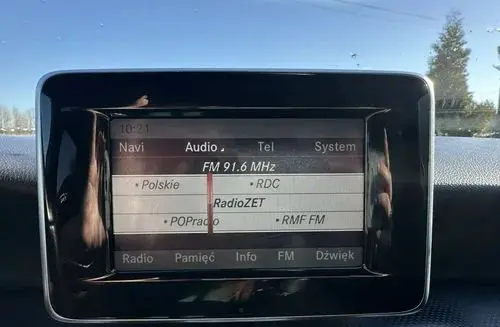 10:21
Navi Audio Tel System
FM 91.6 MHz
• Polskie • RDC
•RadioZET
• POPradio • RMF FM
Radio Pamięć Info FM Dźwięk